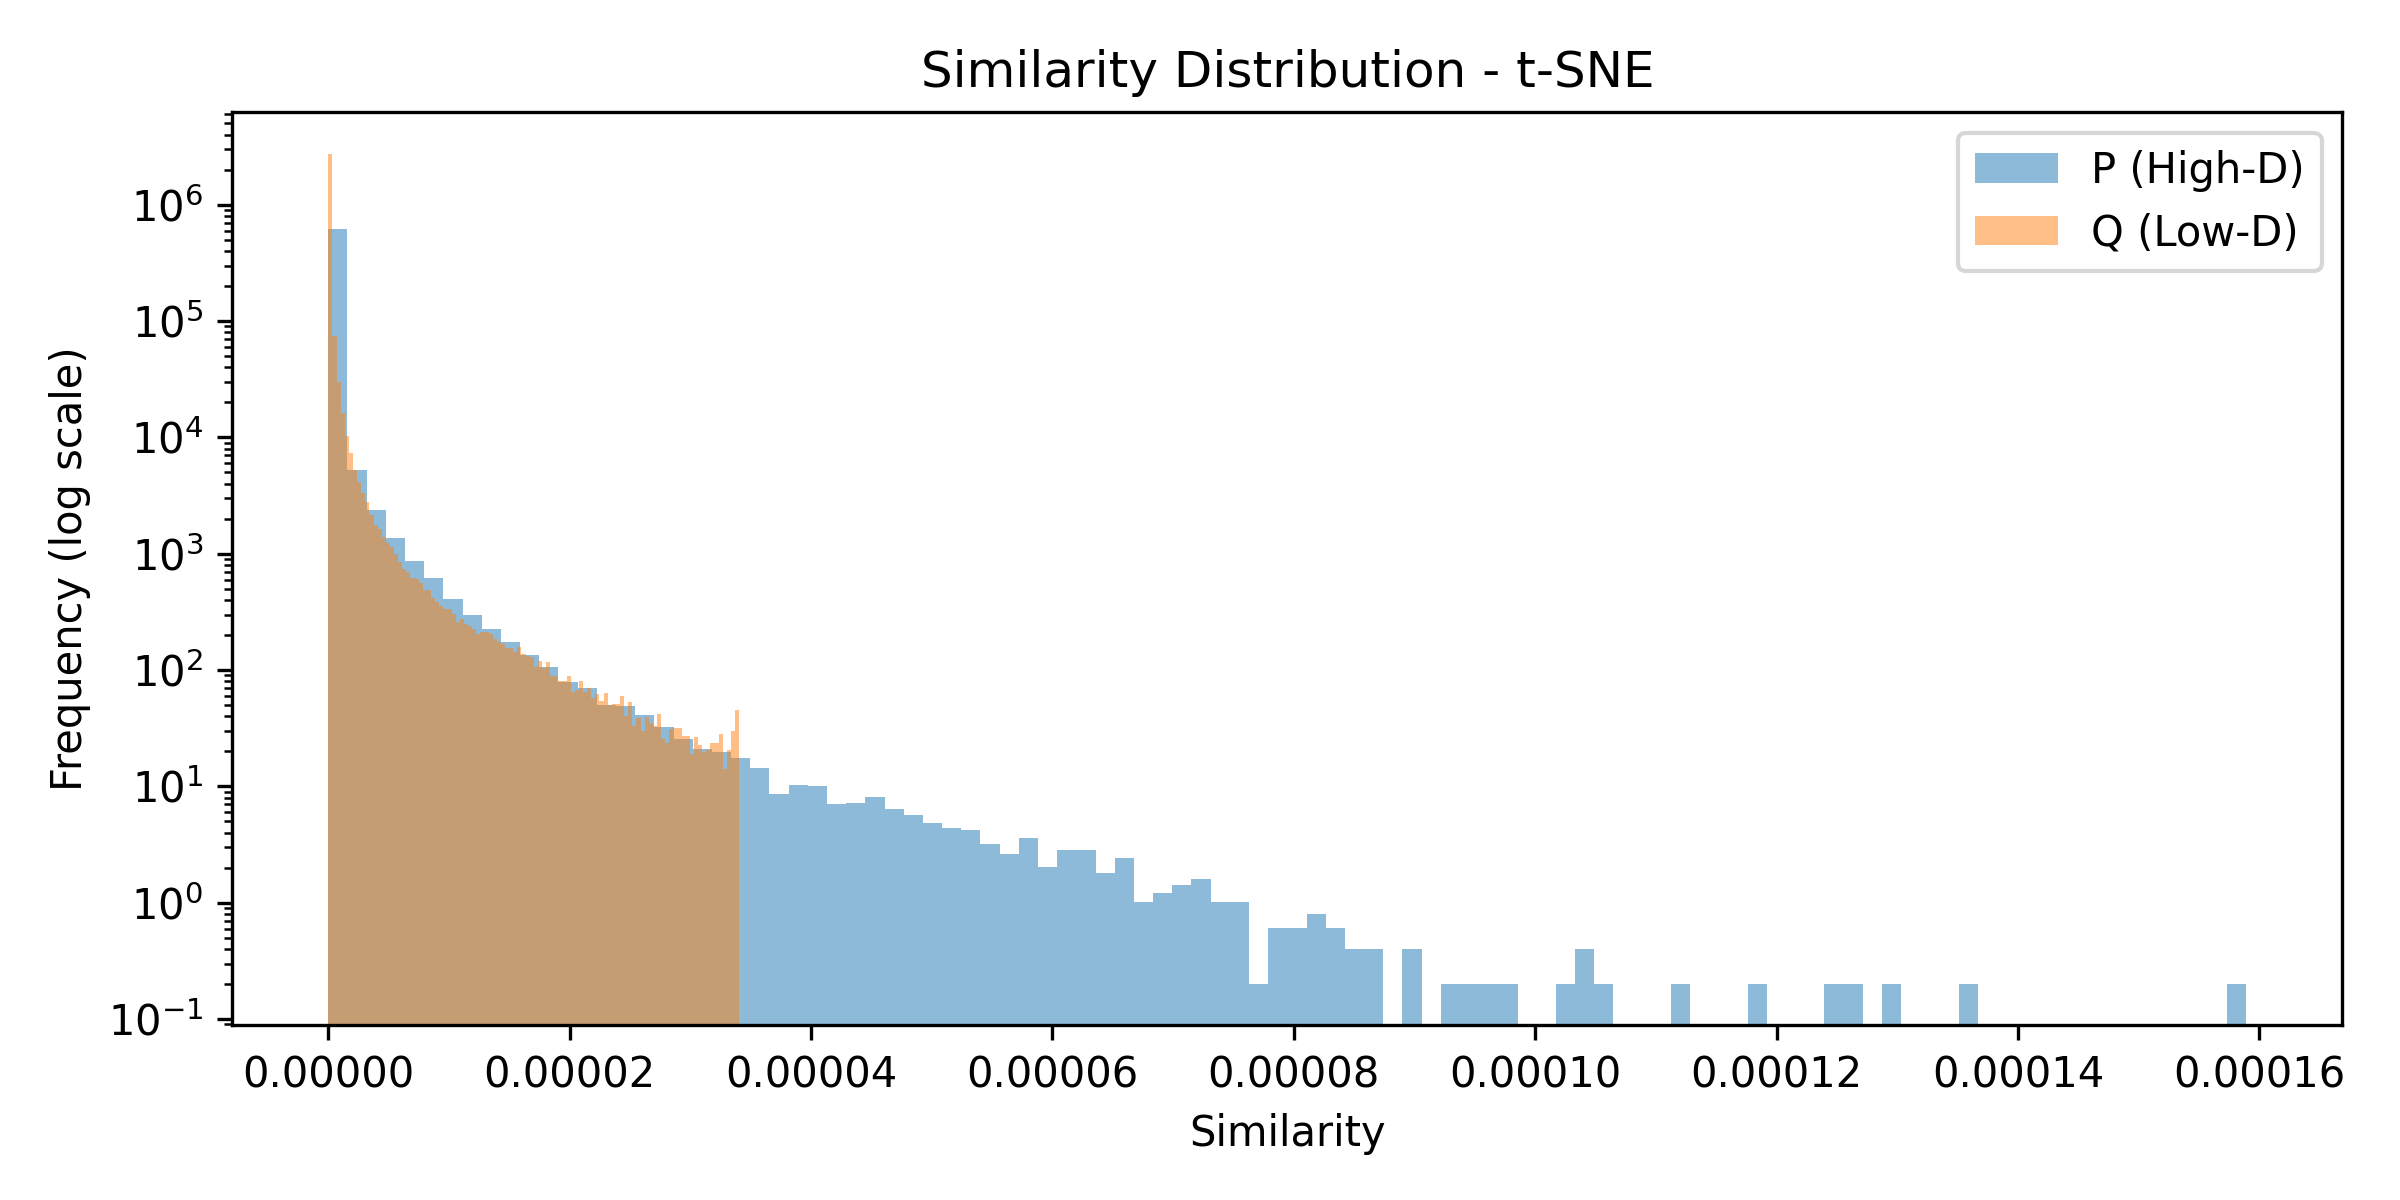 Similarity Distribution - t-SNE
P (High-D)
Q (Low-D)
Frequency (log scale)
10⁶
10⁵
10⁴
10³
10²
10¹
10⁰
10⁻¹
0.00000 0.00002 0.00004 0.00006 0.00008 0.00010 0.00012 0.00014 0.00016
Similarity